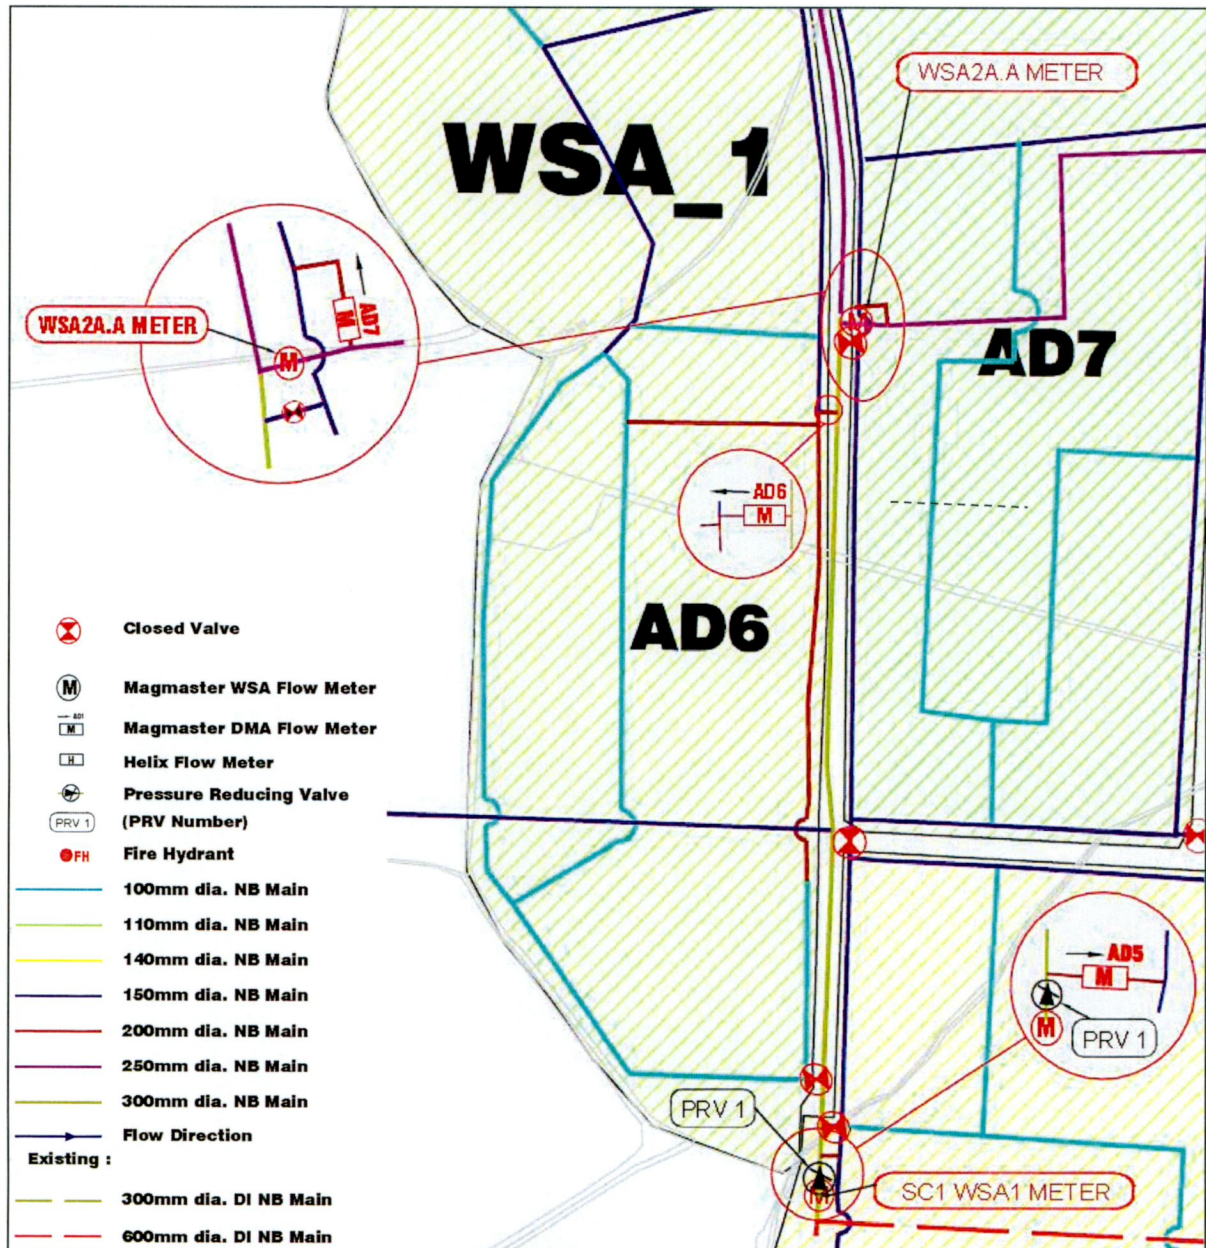 WSA_1
WSA2A.A METER
WSA2A.A METER
M
AD7
M
M
AD7
AD6
M
AD6
Closed Valve
M
Magmaster WSA Flow Meter
AD1
M
Magmaster DMA Flow Meter
H
Helix Flow Meter
Pressure Reducing Valve
PRV 1
(PRV Number)
FH
Fire Hydrant
100mm dia. NB Main
110mm dia. NB Main
140mm dia. NB Main
150mm dia. NB Main
200mm dia. NB Main
250mm dia. NB Main
300mm dia. NB Main
Flow Direction
Existing :
300mm dia. DI NB Main
600mm dia. DI NB Main
AD5
M
M
PRV 1
PRV 1
M
SC1 WSA1 METER